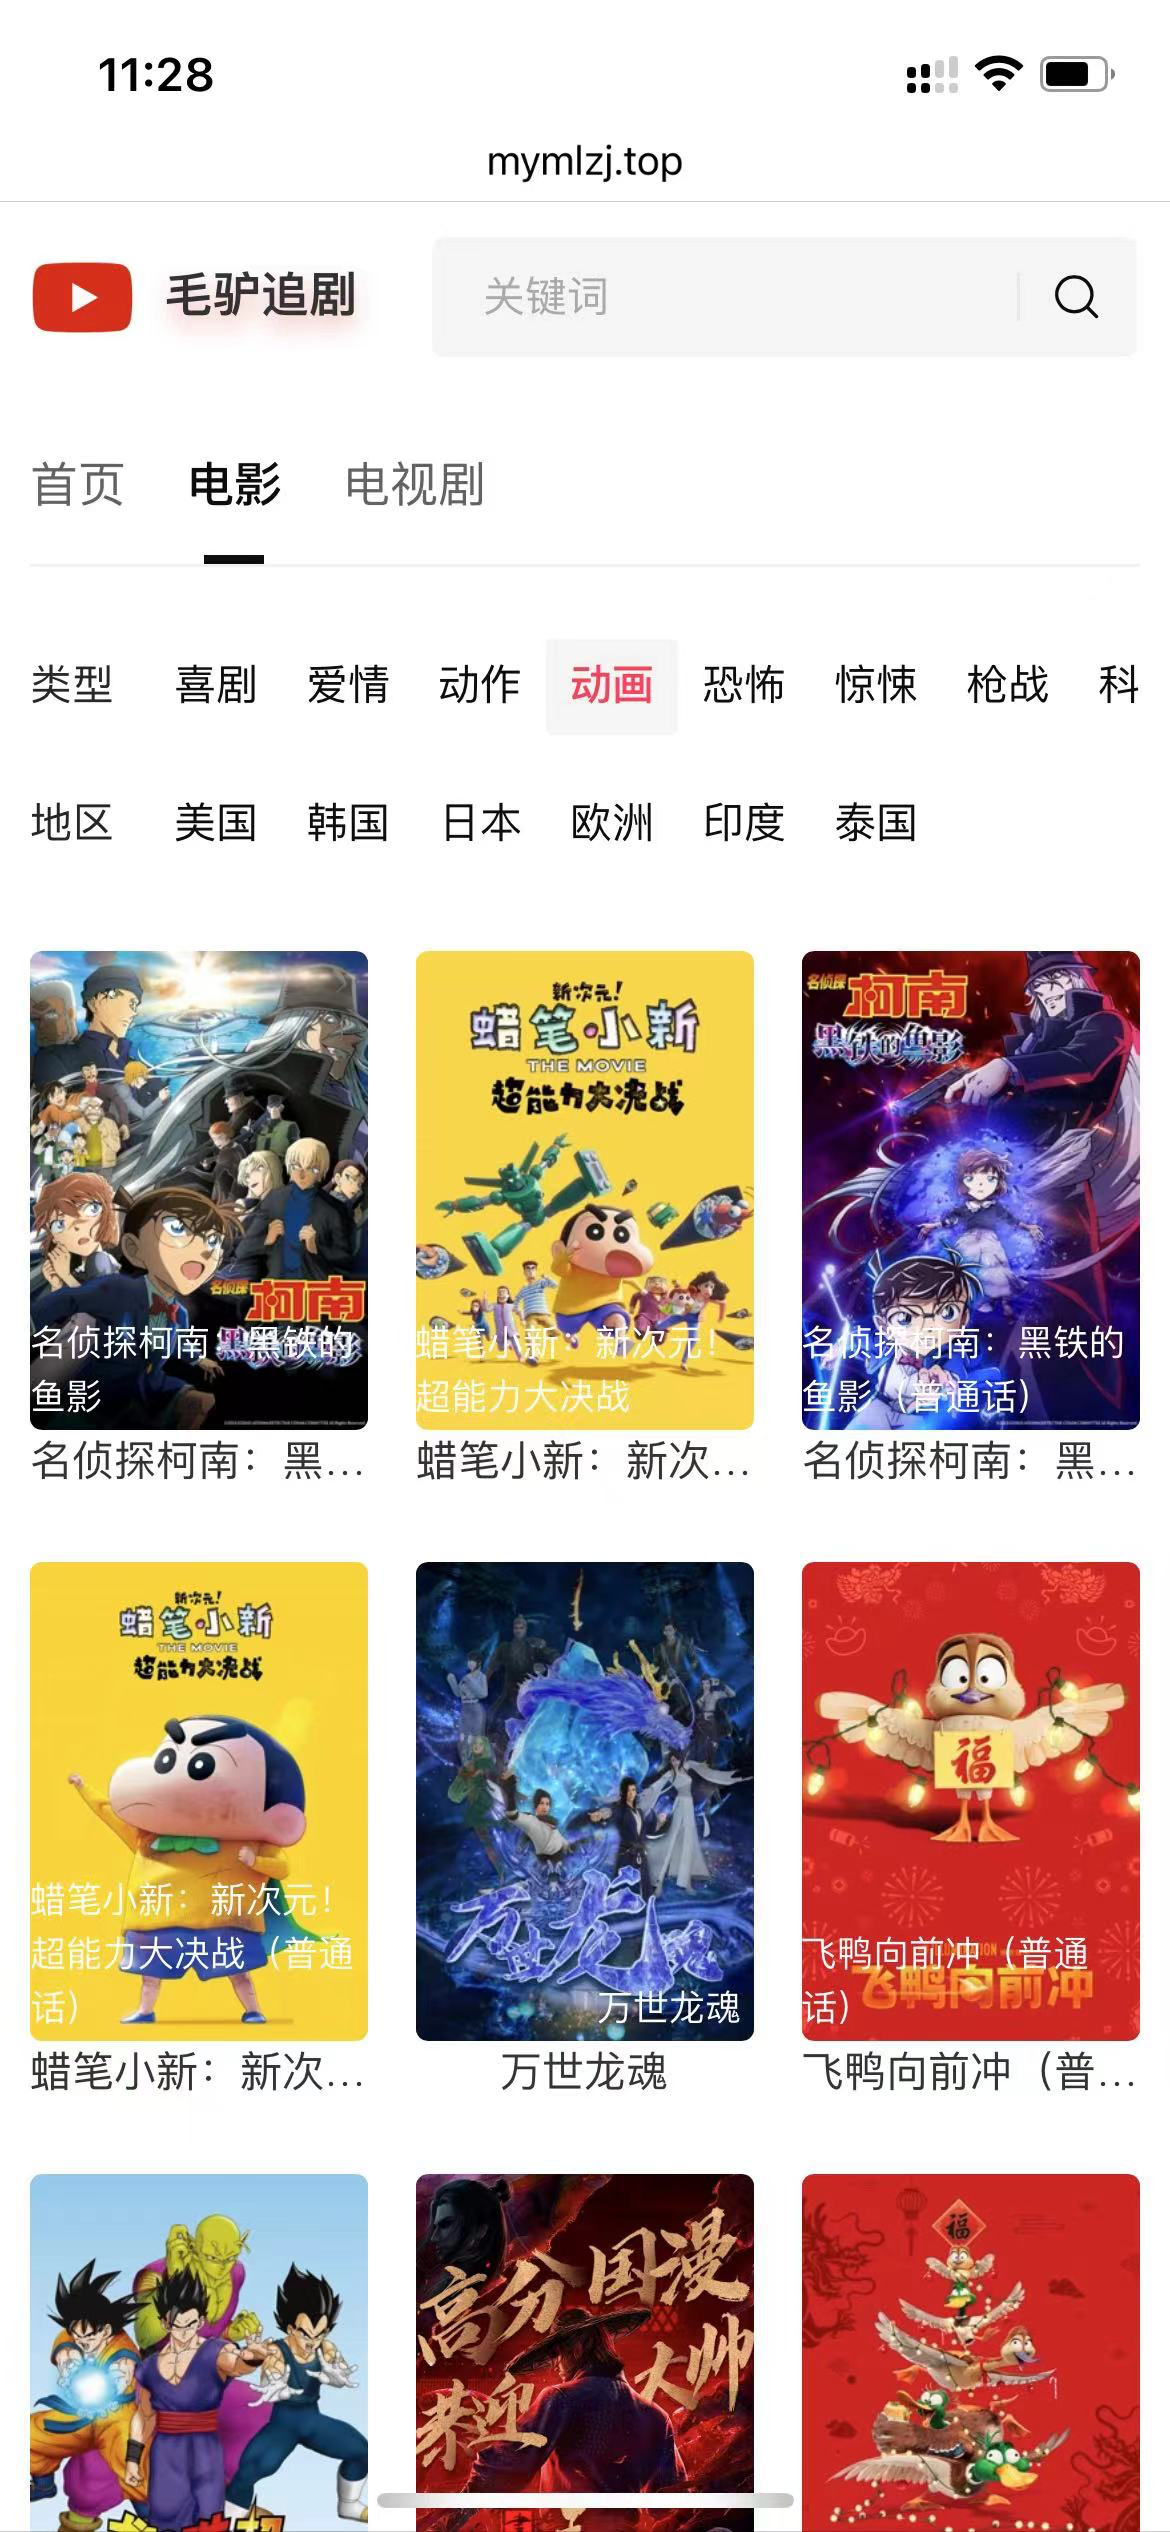 11:28
mymlzj.top
毛驴追剧
关键词
首页 电影 电视剧
类型 喜剧 爱情 动作 动画 恐怖 惊悚 枪战 科
地区 美国 韩国 日本 欧洲 印度 泰国
名侦探
柯南
名侦探柯南：黑铁的
鱼影
名侦探柯南：黑...
新次元！
蜡笔小新
THE MOVIE
超能力大决战
蜡笔小新：新次元！
超能力大决战
蜡笔小新：新次...
名侦探
柯南
黑铁的鱼影
名侦探柯南：黑铁的
鱼影（普通话）
名侦探柯南：黑...
新次元！
蜡笔小新
THE MOVIE
超能力大决战
蜡笔小新：新次元！
超能力大决战（普通
话）
蜡笔小新：新次...
万世龙魂
万世龙魂
万世龙魂
福
飞鸭向前冲
飞鸭向前冲（普通
话）
飞鸭向前冲（普...
高分国漫
恭迎大帅
福